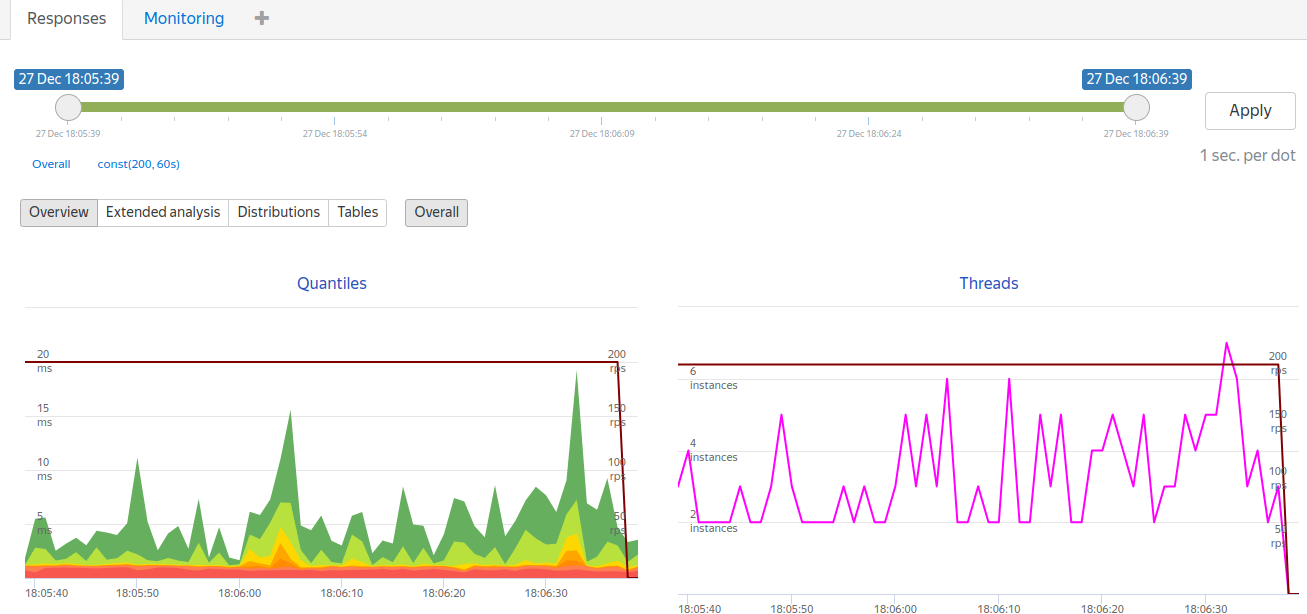 Responses Monitoring
27 Dec 18:05:39 27 Dec 18:06:39
Apply
27 Dec 18:05:39 27 Dec 18:05:54 27 Dec 18:06:09 27 Dec 18:06:24 27 Dec 18:06:39
1 sec. per dot
Overall const(200, 60s)
Overview Extended analysis Distributions Tables Overall
Quantiles
20 200
ms rps
15 150
ms rps
10 100
ms rps
5 50
ms rps
18:05:40 18:05:50 18:06:00 18:06:10 18:06:20 18:06:30
Threads
200
rps
6
instances
150
rps
4
instances
100
rps
2
instances
50
rps
18:05:40 18:05:50 18:06:00 18:06:10 18:06:20 18:06:30